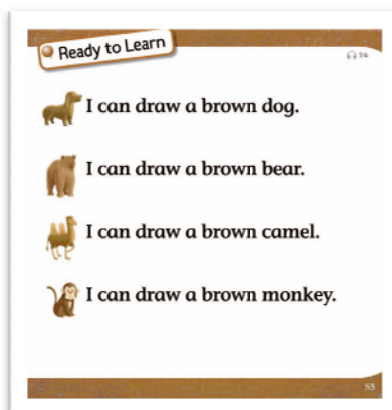 Ready to Learn
I can draw a brown dog.
I can draw a brown bear.
I can draw a brown camel.
I can draw a brown monkey.
53